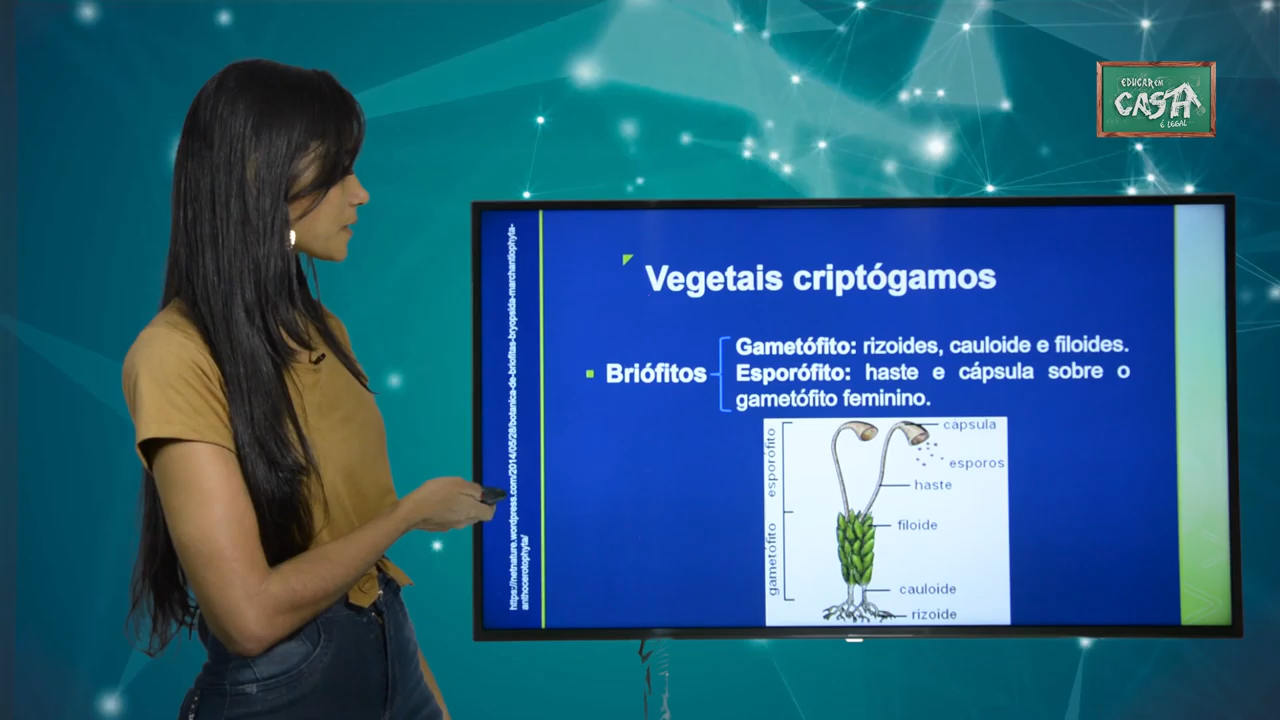 EDUCAR EM
CASA
É LEGAL
https://netnature.wordpress.com/2014/05/28/botanica-de-briofitas-bryopsida-marchantiophyta-
anthocerotophyta/
Vegetais criptógamos
Briófitos
Gametófito: rizoides, cauloide e filoides.
Esporófito: haste e cápsula sobre o
gametófito feminino.
esporófito
gametófito
cápsula
esporos
haste
filoide
cauloide
rizoide